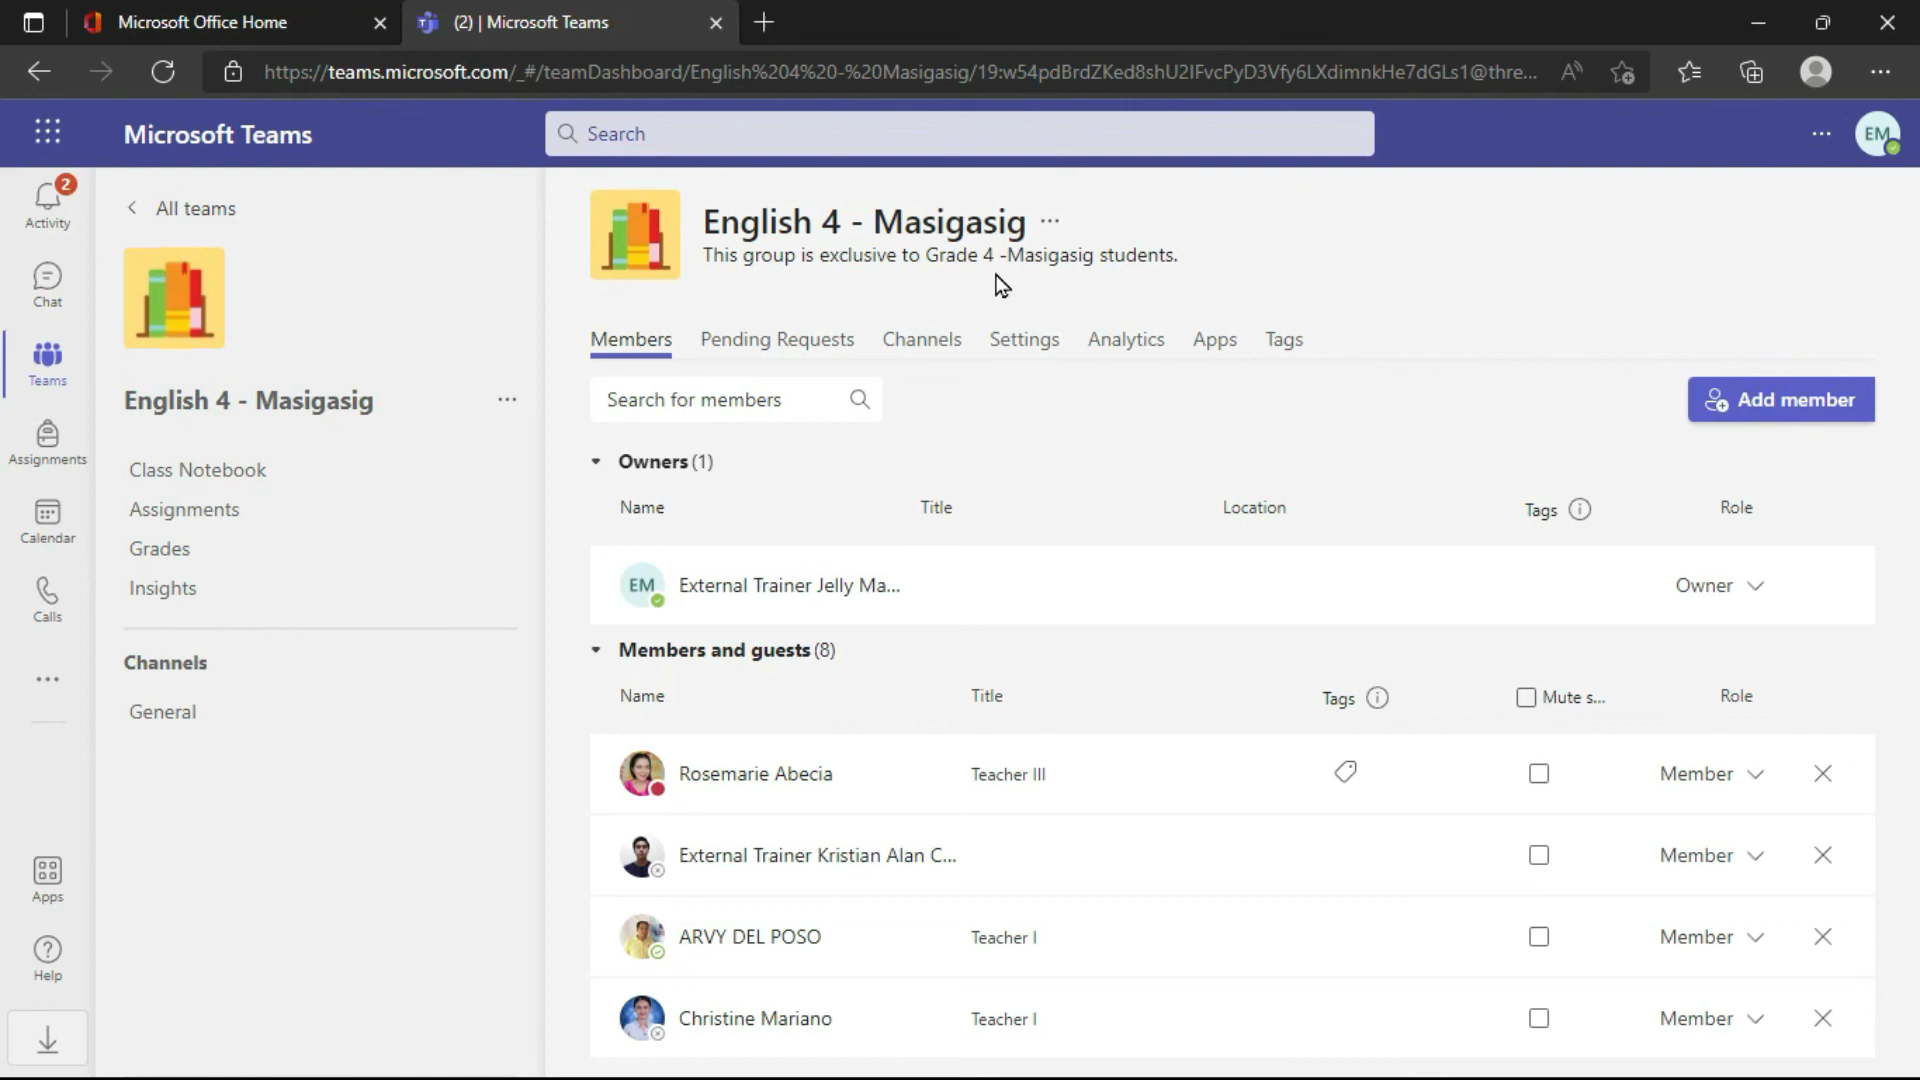 Microsoft Office Home
(2) | Microsoft Teams
https://teams.microsoft.com/_#/teamDashboard/English%204%20-%20Masigasig/19:w54pdBrdZKed8shU2IFvcPyD3Vfy6LXdimnkHe7dGLs1@thre...
Microsoft Teams
Search
EM
2
Activity
Chat
Teams
Assignments
Calendar
Calls
Apps
Help
All teams
English 4 - Masigasig
Class Notebook
Assignments
Grades
Insights
Channels
General
English 4 - Masigasig
This group is exclusive to Grade 4 -Masigasig students.
Members Pending Requests Channels Settings Analytics Apps Tags
Search for members
Add member
Owners (1)
Name Title Location Tags Role
EM External Trainer Jelly Ma... Owner
Members and guests (8)
Name Title Tags Mute s... Role
Rosemarie Abecia Teacher III Member
External Trainer Kristian Alan C... Member
ARVY DEL POSO Teacher I Member
Christine Mariano Teacher I Member